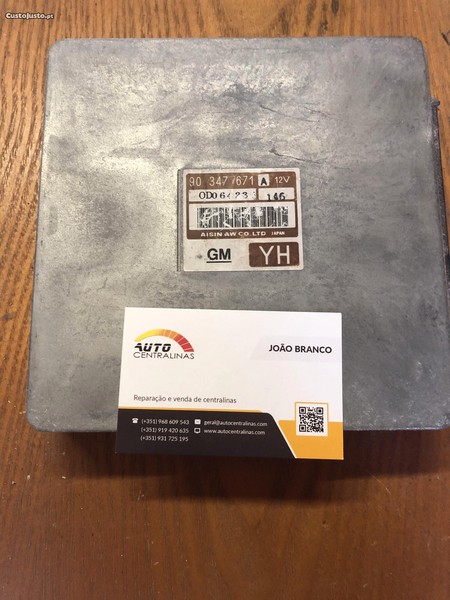 CustoJusto.pt
90 3477671 A 12V
OD06423 146
AISIN AW CO.,LTD JAPAN
GM YH
AUTO
CENTRALINAS
JOÃO BRANCO
Reparação e venda de centralinas
(+351) 968 609 543 geral@autocentralinas.com
(+351) 919 420 635 www.autocentralinas.com
(+351) 931 725 195